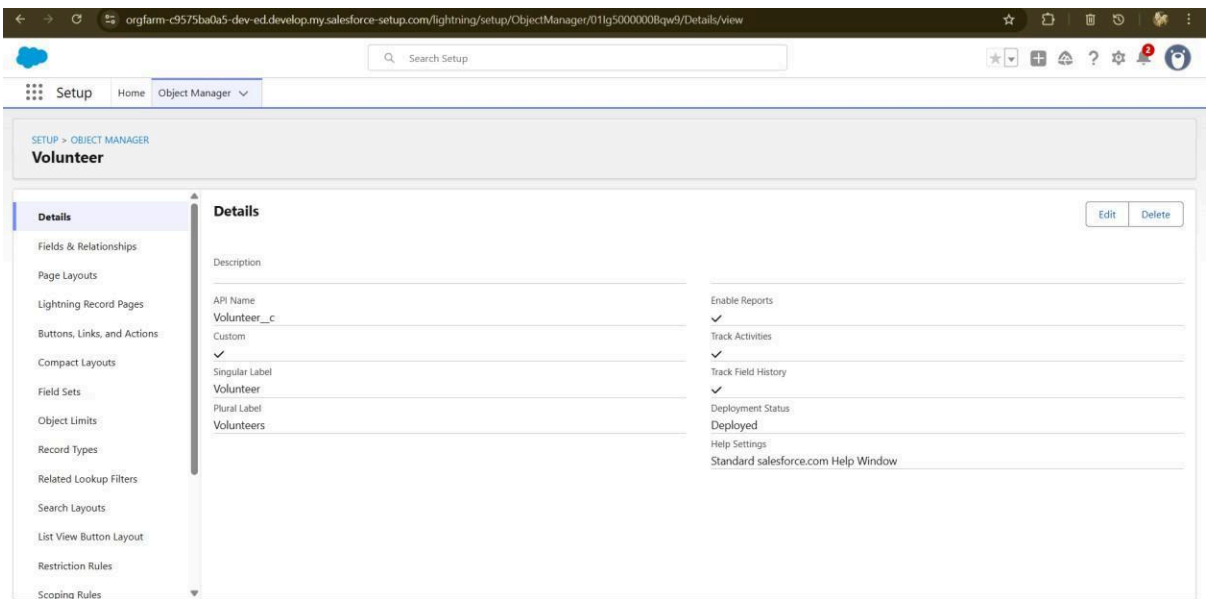 orgfarm-c9575ba0a5-dev-ed.develop.my.salesforce-setup.com/lightning/setup/ObjectManager/01Ig5000000Bqw9/Details/view
Search Setup
2
Setup
Home
Object Manager
SETUP > OBJECT MANAGER
Volunteer
Details
Fields & Relationships
Page Layouts
Lightning Record Pages
Buttons, Links, and Actions
Compact Layouts
Field Sets
Object Limits
Record Types
Related Lookup Filters
Search Layouts
List View Button Layout
Restriction Rules
Scoping Rules
Details
Edit
Delete
Description
API Name
Volunteer__c
Custom
Singular Label
Volunteer
Plural Label
Volunteers
Enable Reports
Track Activities
Track Field History
Deployment Status
Deployed
Help Settings
Standard salesforce.com Help Window